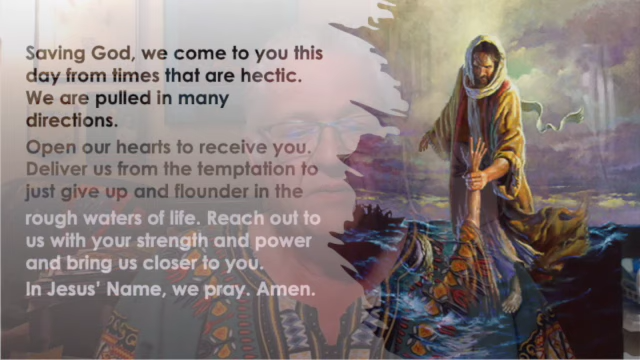 Saving God, we come to you this
day from times that are hectic.
We are pulled in many
directions.
Open our hearts to receive you.
Deliver us from the temptation to
just give up and flounder in the
rough waters of life. Reach out to
us with your strength and power
and bring us closer to you.
In Jesus' Name, we pray. Amen.